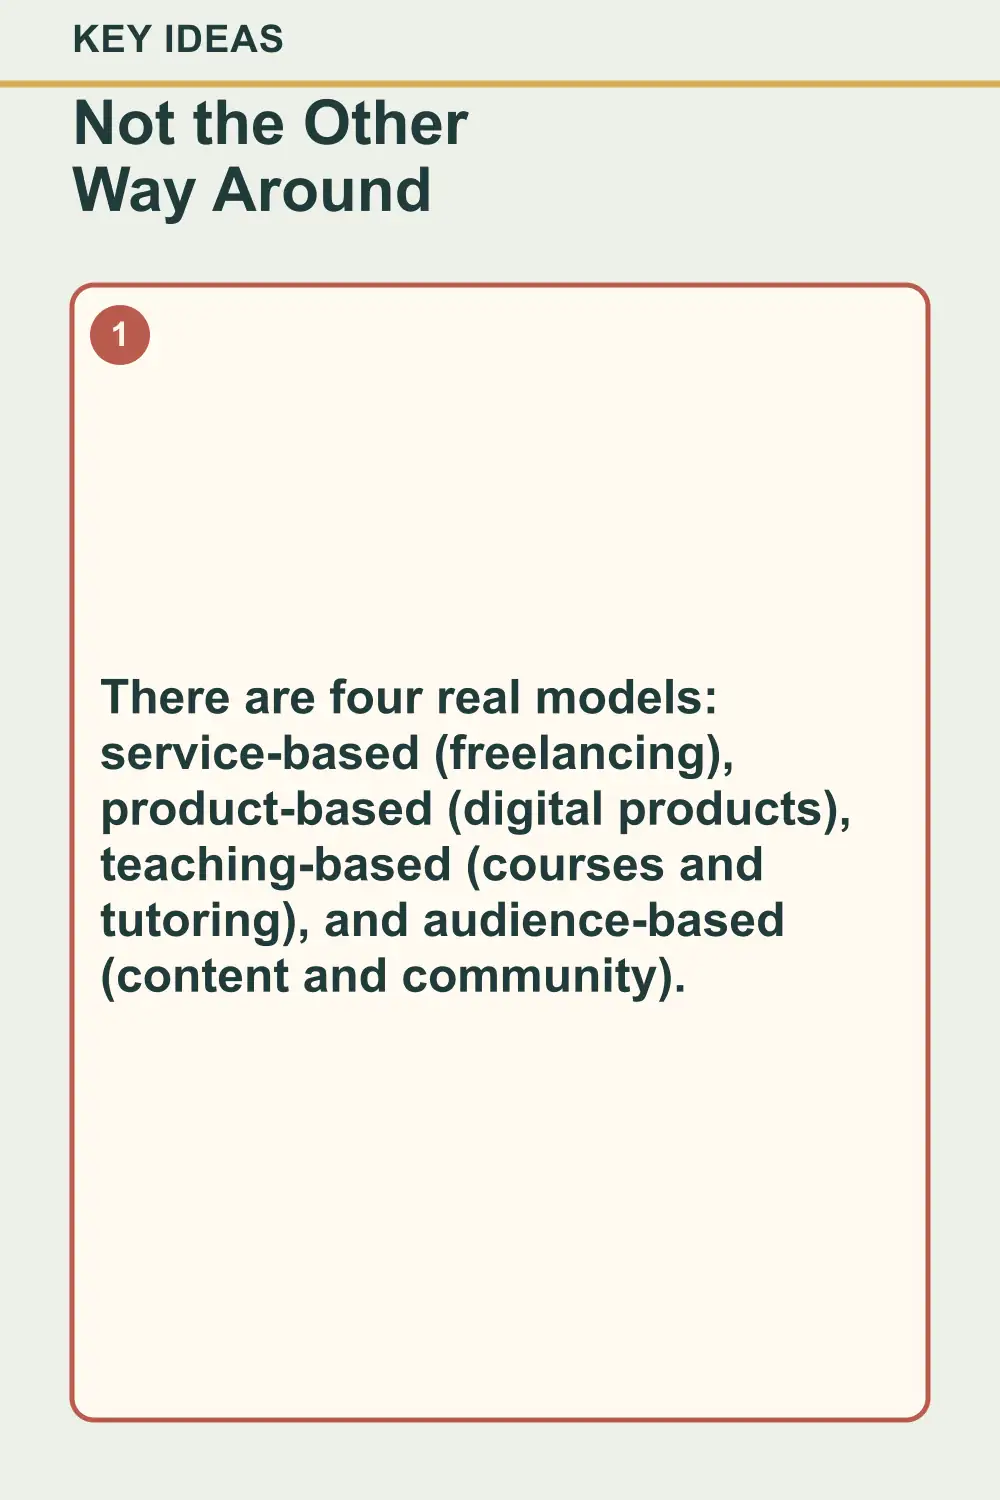 KEY IDEAS
Not the Other
Way Around
1
There are four real models:
service-based (freelancing),
product-based (digital products),
teaching-based (courses and
tutoring), and audience-based
(content and community).